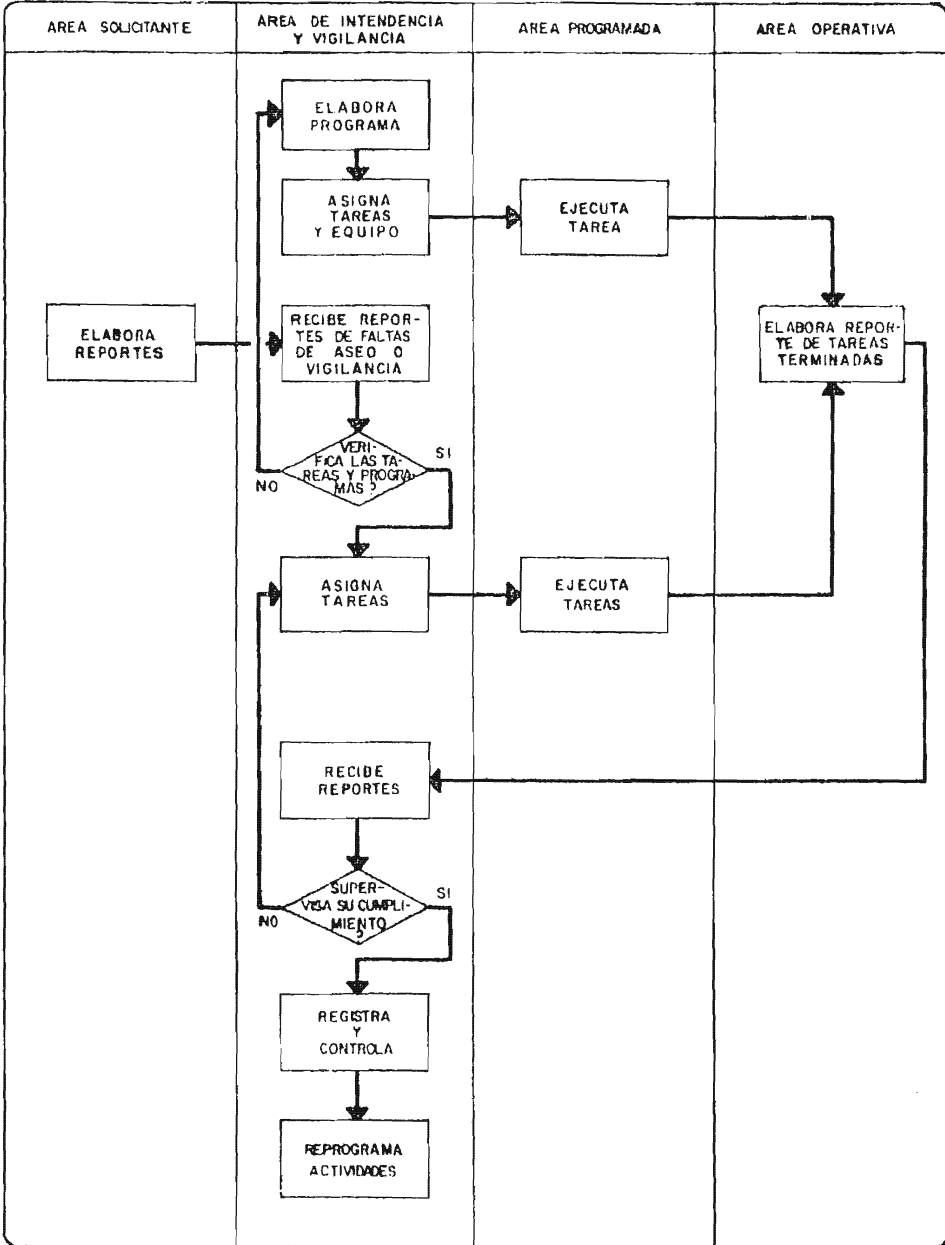 AREA SOLICITANTE
AREA DE INTENDENCIA
Y VIGILANCIA
AREA PROGRAMADA
AREA OPERATIVA
ELABORA
PROGRAMA
ASIGNA
TAREAS
Y EQUIPO
EJECUTA
TAREA
ELABORA
REPORTES
RECIBE REPOR-
TES DE FALTAS
DE ASEO O
VIGILANCIA
ELABORA REPOR-
TE DE TAREAS
TERMINADAS
VERI-
FICA LAS TA-
REAS Y PROGRA-
MAS?
SI
NO
ASIGNA
TAREAS
EJECUTA
TAREAS
RECIBE
REPORTES
SUPER-
VISA SU CUMPLI-
MIENTO
?
SI
NO
REGISTRA
Y
CONTROLA
REPROGRAMA
ACTIVIDADES